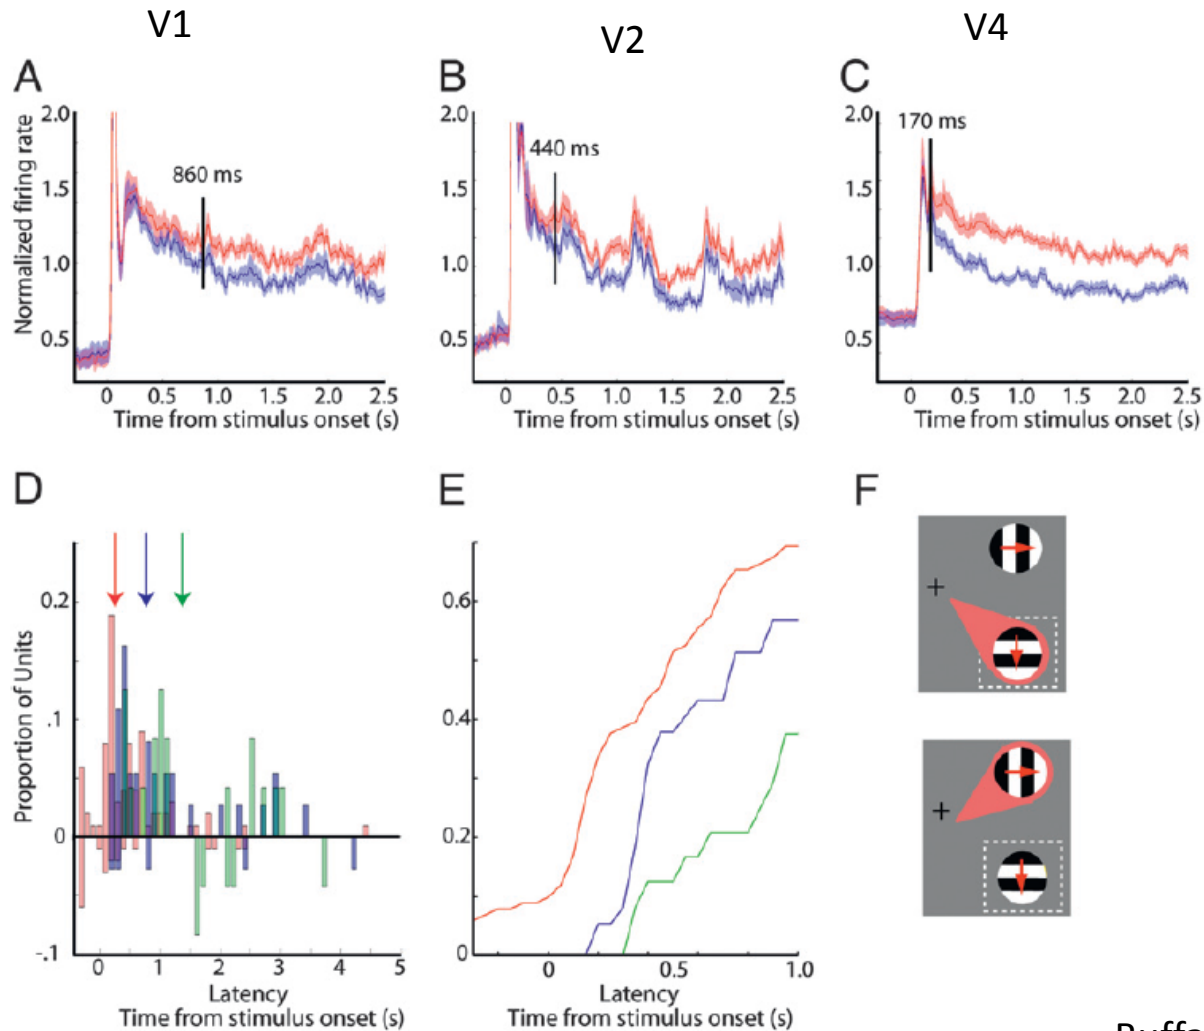 V1
V2
V4
A
B
C
Normalized firing rate
2.0
1.5
1.0
0.5
860 ms
0 0.5 1.0 1.5 2.0 2.5
Time from stimulus onset (s)
440 ms
2.0
1.5
1.0
0.5
0 0.5 1.0 1.5 2.0 2.5
Time from stimulus onset (s)
170 ms
2.0
1.5
1.0
0.5
0 0.5 1.0 1.5 2.0 2.5
Time from stimulus onset (s)
D
E
F
Proportion of Units
0.2
.1
0
-.1
0 1 2 3 4 5
Latency
Time from stimulus onset (s)
0.6
0.4
0.2
0
0 0.5 1.0
Latency
Time from stimulus onset (s)
+
+